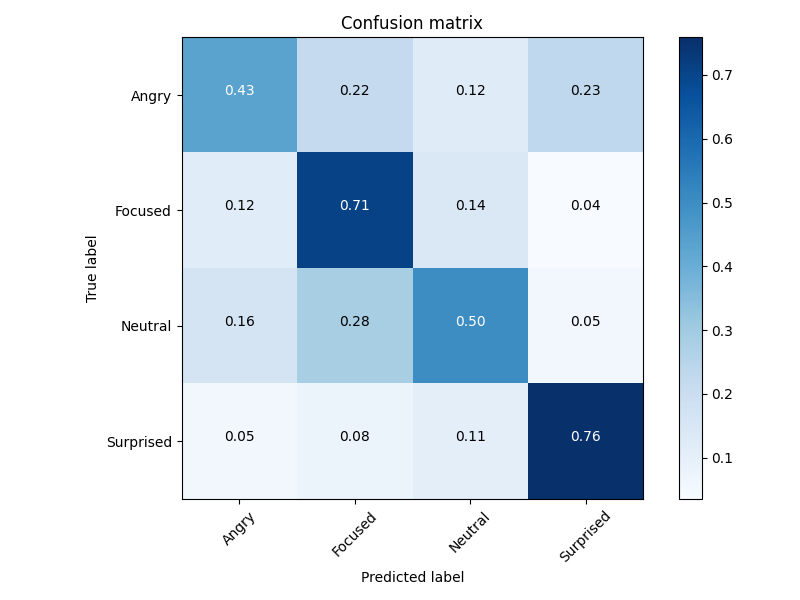 Confusion matrix
Angry 0.43 0.22 0.12 0.23
Focused 0.12 0.71 0.14 0.04
Neutral 0.16 0.28 0.50 0.05
Surprised 0.05 0.08 0.11 0.76
True label
Angry Focused Neutral Surprised
Predicted label
0.7
0.6
0.5
0.4
0.3
0.2
0.1